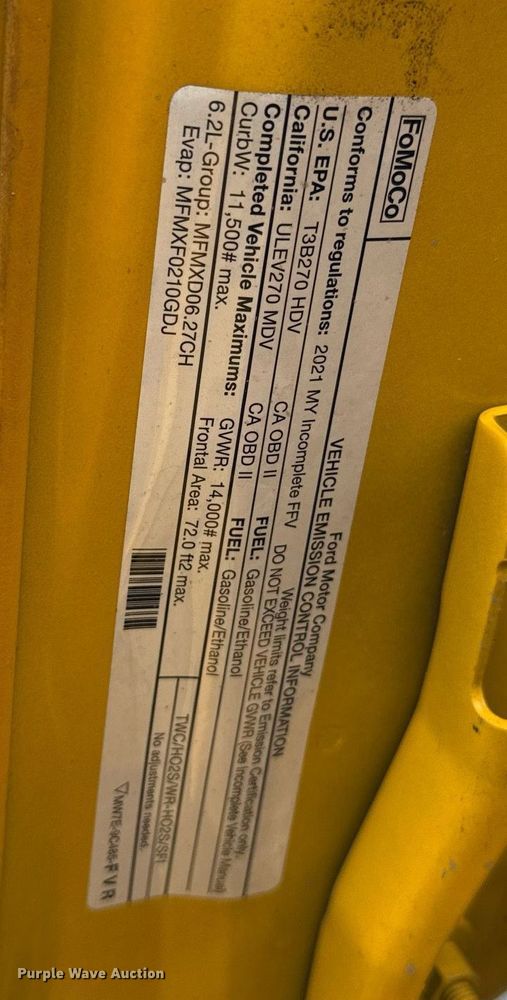 FoMoCo
Ford Motor Company
VEHICLE EMISSION CONTROL INFORMATION
Conforms to regulations: 2021 MY Incomplete FFV
Weight limits refer to Emission Certification only.
DO NOT EXCEED VEHICLE GVWR (See Incomplete Vehicle Manual)
U.S. EPA: T3B270 HDV CA OBD II FUEL: Gasoline/Ethanol
California: ULEV270 MDV CA OBD II FUEL: Gasoline/Ethanol
Completed Vehicle Maximums: GVWR: 14,000# max.
CurbW: 11,500# max. Frontal Area: 72.0 ft2 max.
6.2L-Group: MFMXD06.27CH
Evap: MFMXF0210GDJ
TWC/HO2S/WR-HO2S/SFI
No adjustments needed.
F V R
Purple Wave Auction